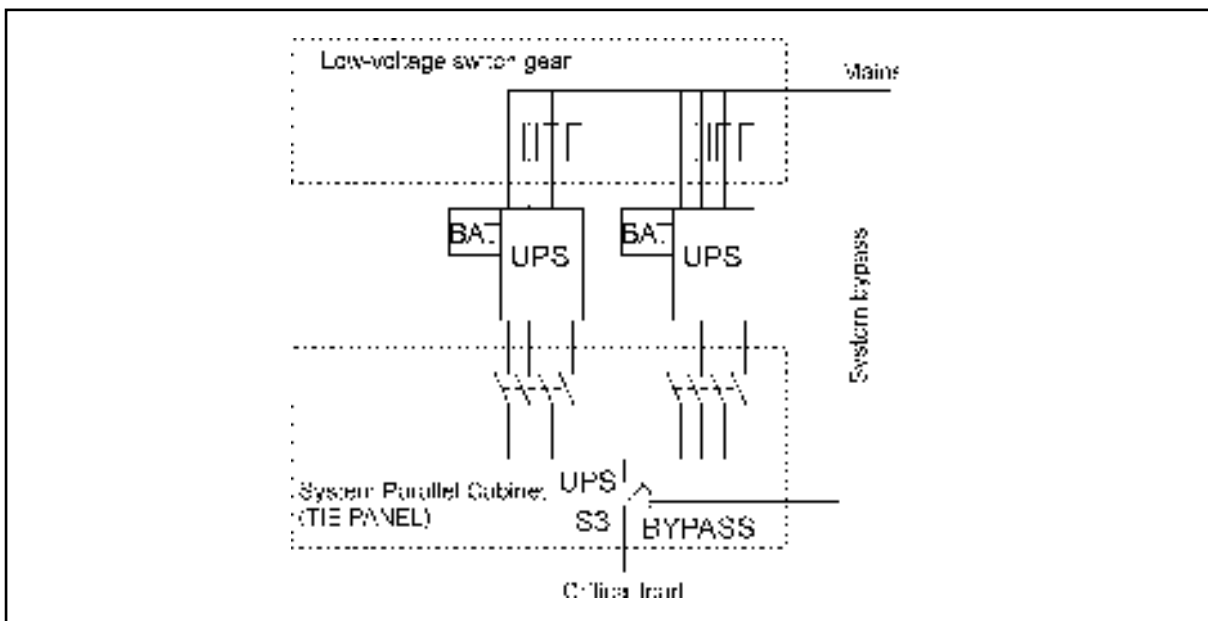 Low-voltage switch gear
Mains
BAT
UPS
BAT
UPS
System bypass
UPS
System Parallel Cabinet
(TIE PANEL)
S3
BYPASS
Critical load